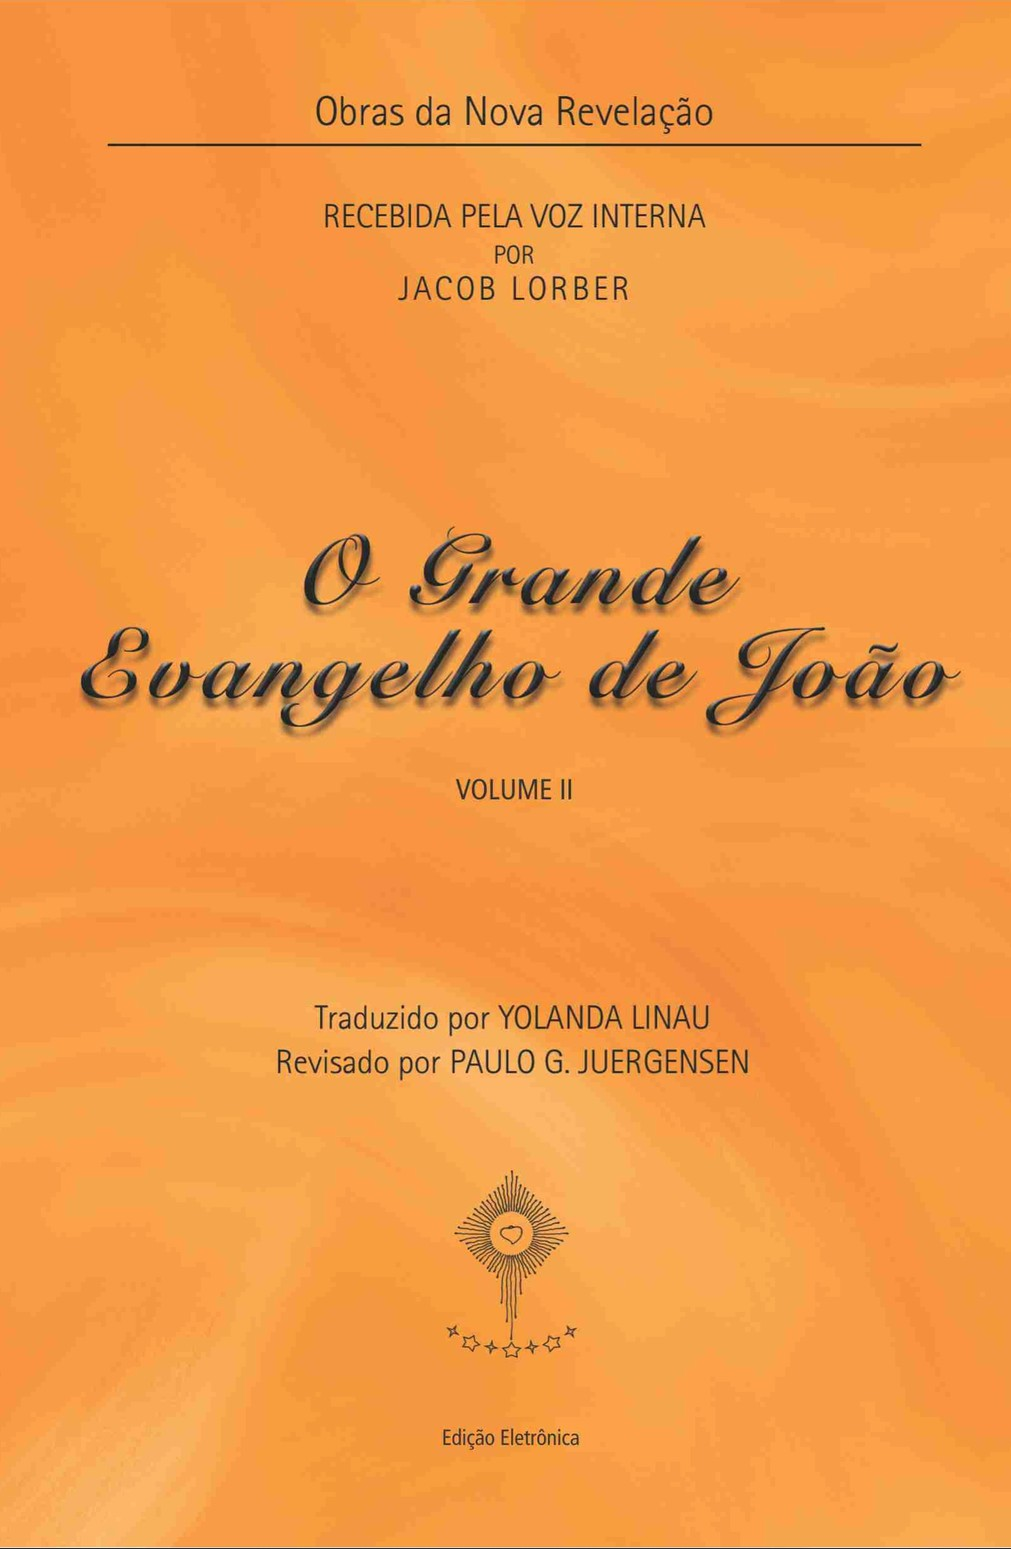 Obras da Nova Revelação
RECEBIDA PELA VOZ INTERNA
POR
JACOB LORBER
O Grande
Evangelho de João
VOLUME II
Traduzido por YOLANDA LINAU
Revisado por PAULO G. JUERGENSEN
Edição Eletrônica